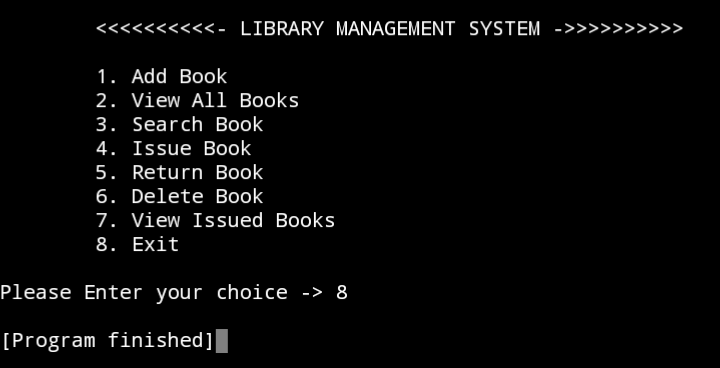 <<<<<<<<<<- LIBRARY MANAGEMENT SYSTEM ->>>>>>>>>>
1. Add Book
2. View All Books
3. Search Book
4. Issue Book
5. Return Book
6. Delete Book
7. View Issued Books
8. Exit
Please Enter your choice -> 8
[Program finished]